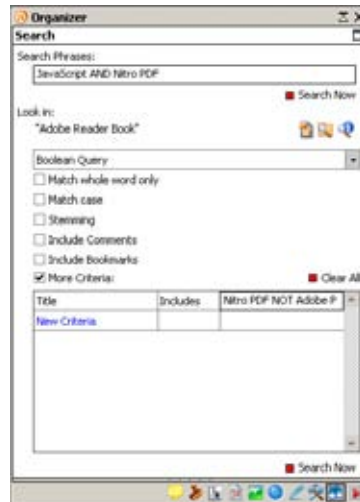 Organizer
Search
Search Phrases:
JavaScript AND Nitro PDF
Search Now
Look in:
"Adobe Reader Book"
Boolean Query
Match whole word only
Match case
Stemming
Include Comments
Include Bookmarks
More Criteria:
Clear All
Title Includes Nitro PDF NOT Adobe P
New Criteria
Search Now